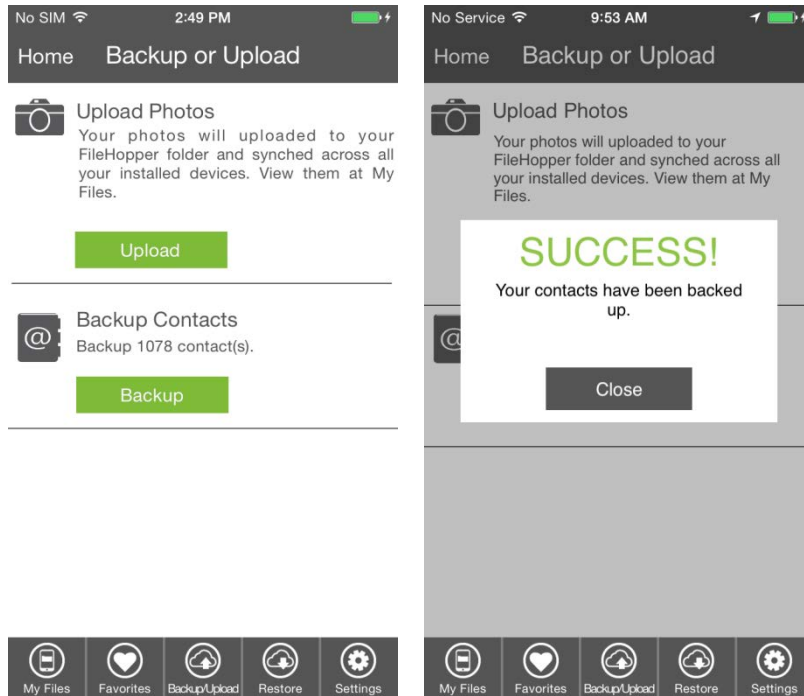 No SIM 2:49 PM
Home Backup or Upload
Upload Photos
Your photos will uploaded to your
FileHopper folder and synched across all
your installed devices. View them at My
Files.
Upload
@
Backup Contacts
Backup 1078 contact(s).
Backup
My Files Favorites Backup/Upload Restore Settings
No Service 9:53 AM
Home Backup or Upload
Upload Photos
Your photos will uploaded to your
FileHopper folder and synched across all
your installed devices. View them at My
Files.
SUCCESS!
Your contacts have been backed
up.
@
Close
My Files Favorites Backup/Upload Restore Settings